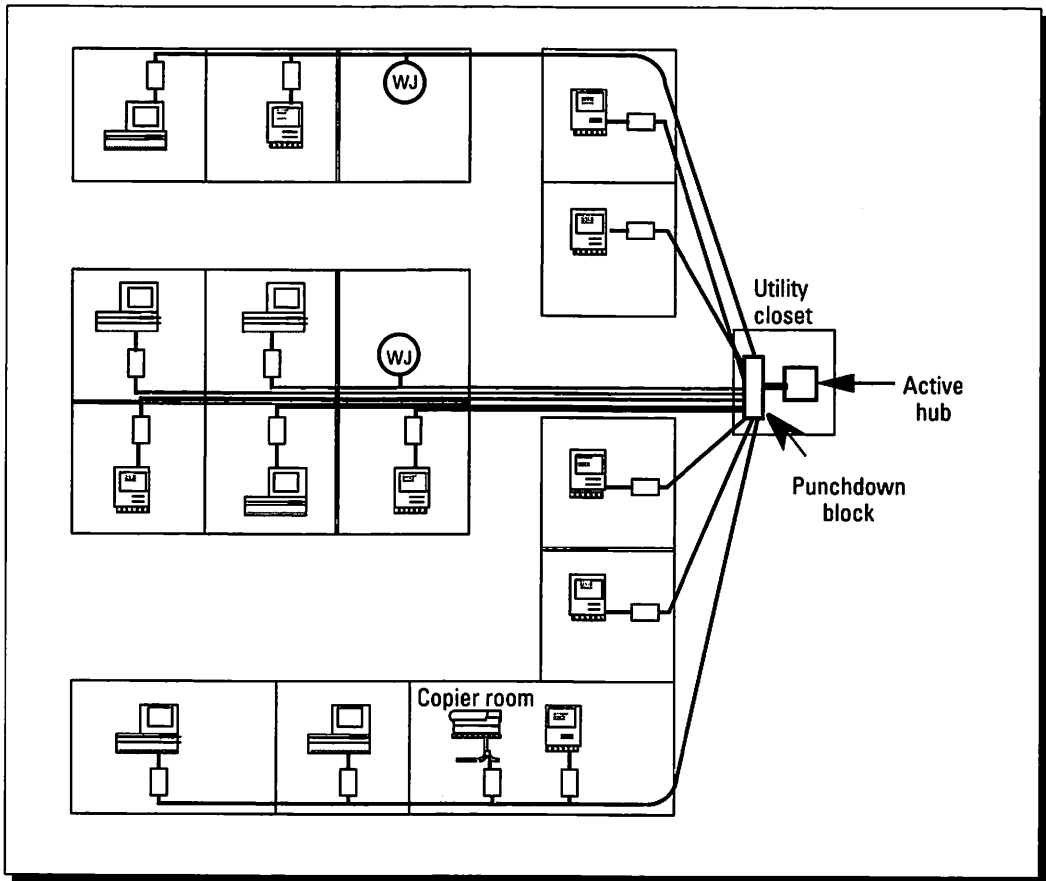 WJ
Utility
closet
WJ
Active
hub
Punchdown
block
Copier room